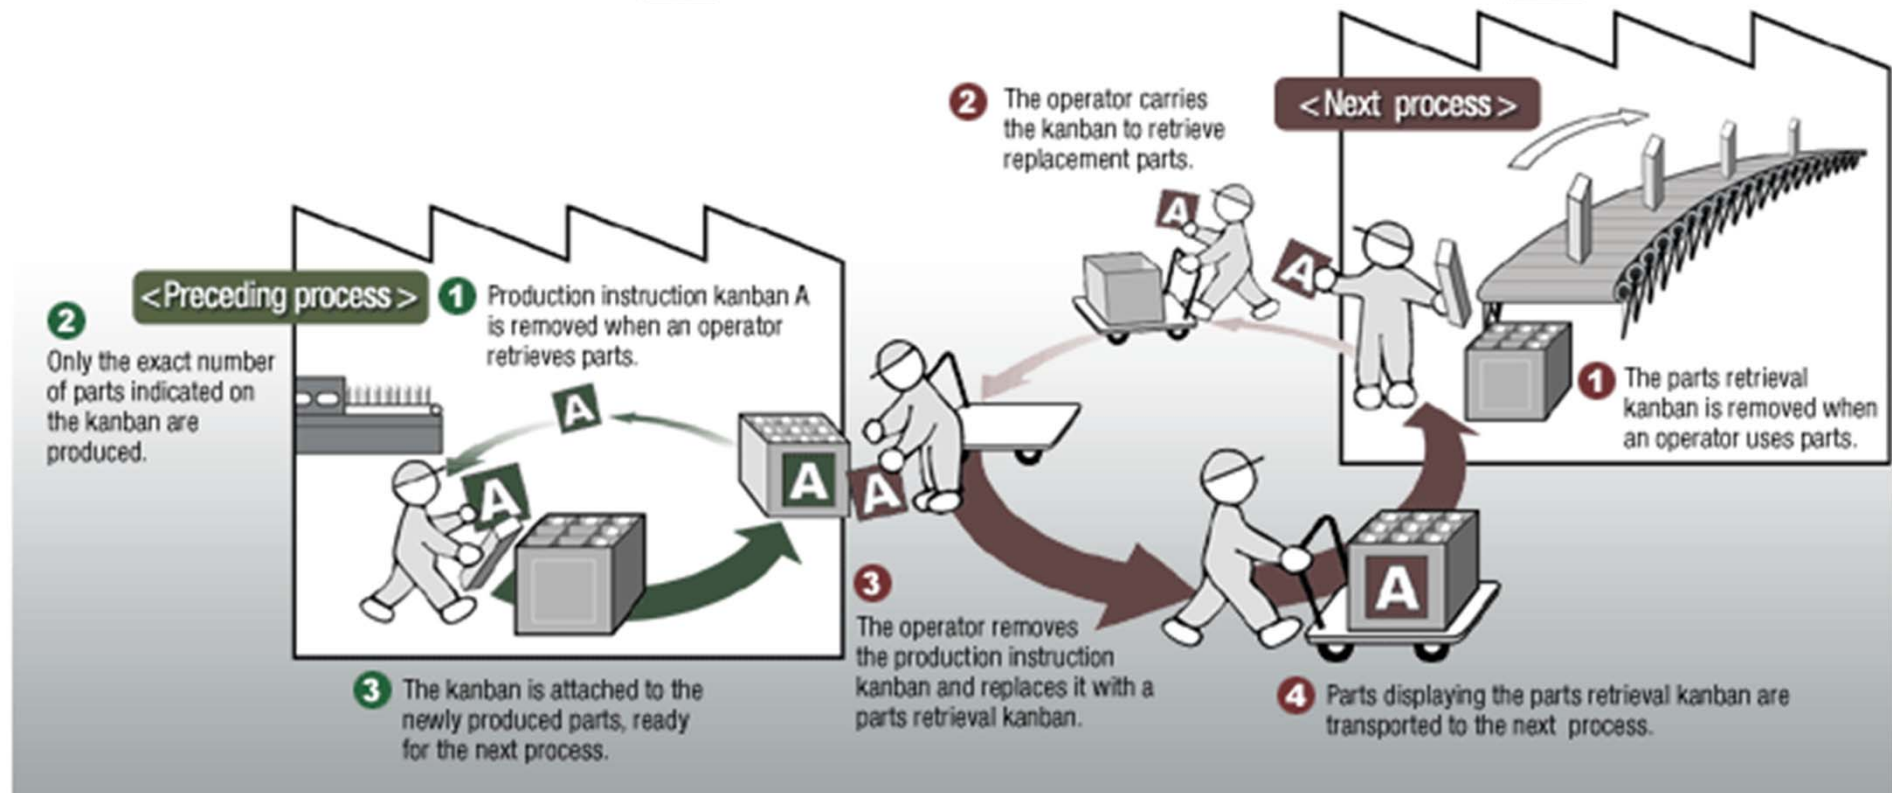 <Preceding process>
1 Production instruction kanban A
is removed when an operator
retrieves parts.
2
Only the exact number
of parts indicated on
the kanban are
produced.
3 The kanban is attached to the
newly produced parts, ready
for the next process.
A
A
A
A
<Next process>
1 The parts retrieval
kanban is removed when
an operator uses parts.
2 The operator carries
the kanban to retrieve
replacement parts.
A
A
3
The operator removes
the production instruction
kanban and replaces it with a
parts retrieval kanban.
4 Parts displaying the parts retrieval kanban are
transported to the next process.
A